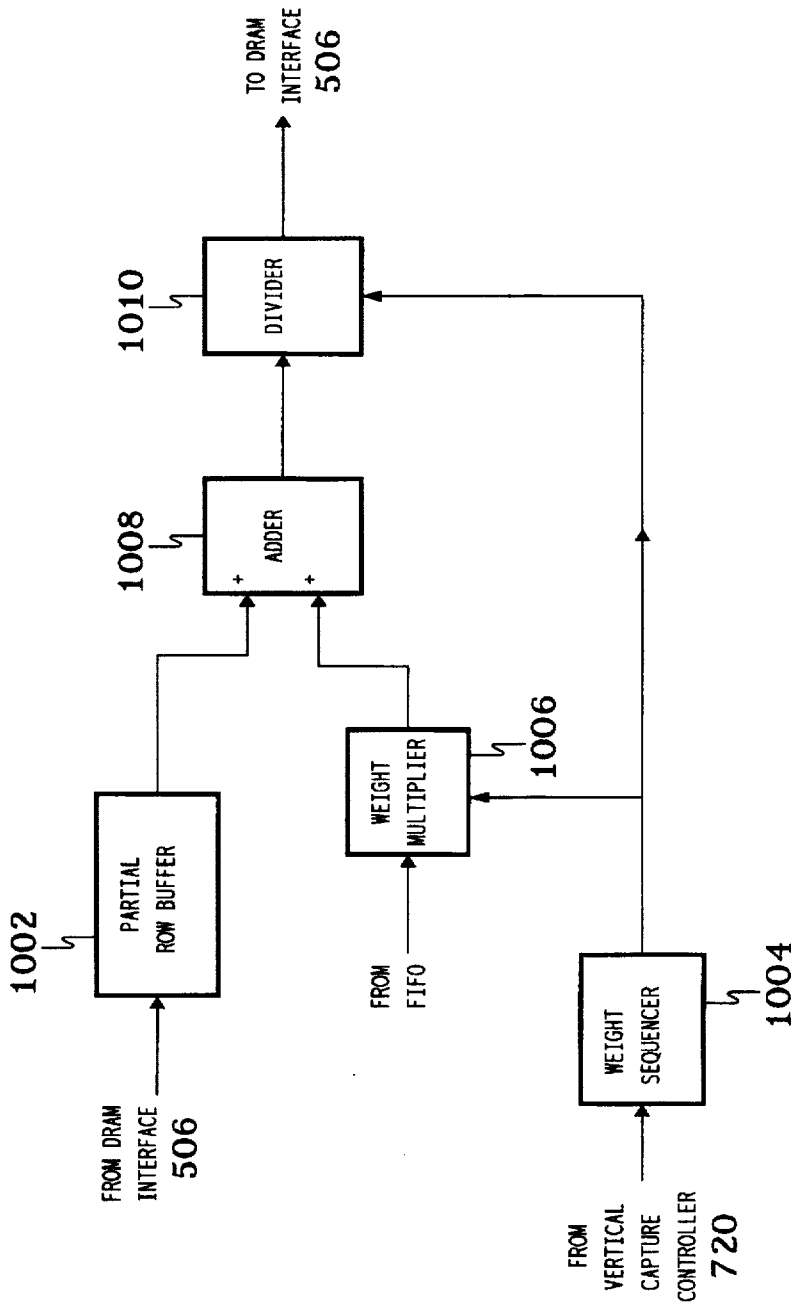 FROM DRAM
INTERFACE
506
1002
PARTIAL
ROW BUFFER
FROM
FIFO
WEIGHT
MULTIPLIER
1006
FROM
VERTICAL
CAPTURE
CONTROLLER
720
WEIGHT
SEQUENCER
1004
1008
+
+
ADDER
1010
DIVIDER
TO DRAM
INTERFACE
506